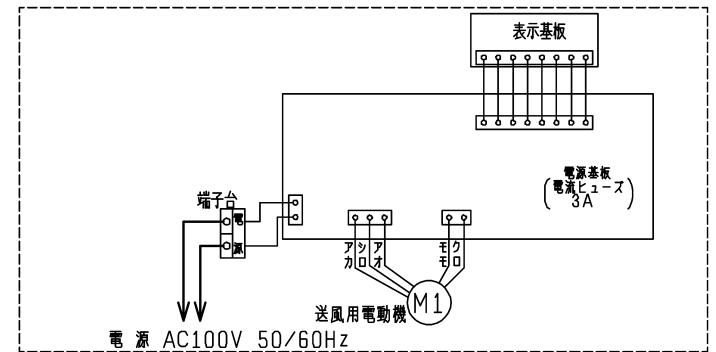 表示基板
電源基板
(電流ヒューズ)
3A
端子台
電
源
アカ
シロ
アオ
モモ
クロ
送風用電動機
M1
電 源 AC100V 50/60Hz